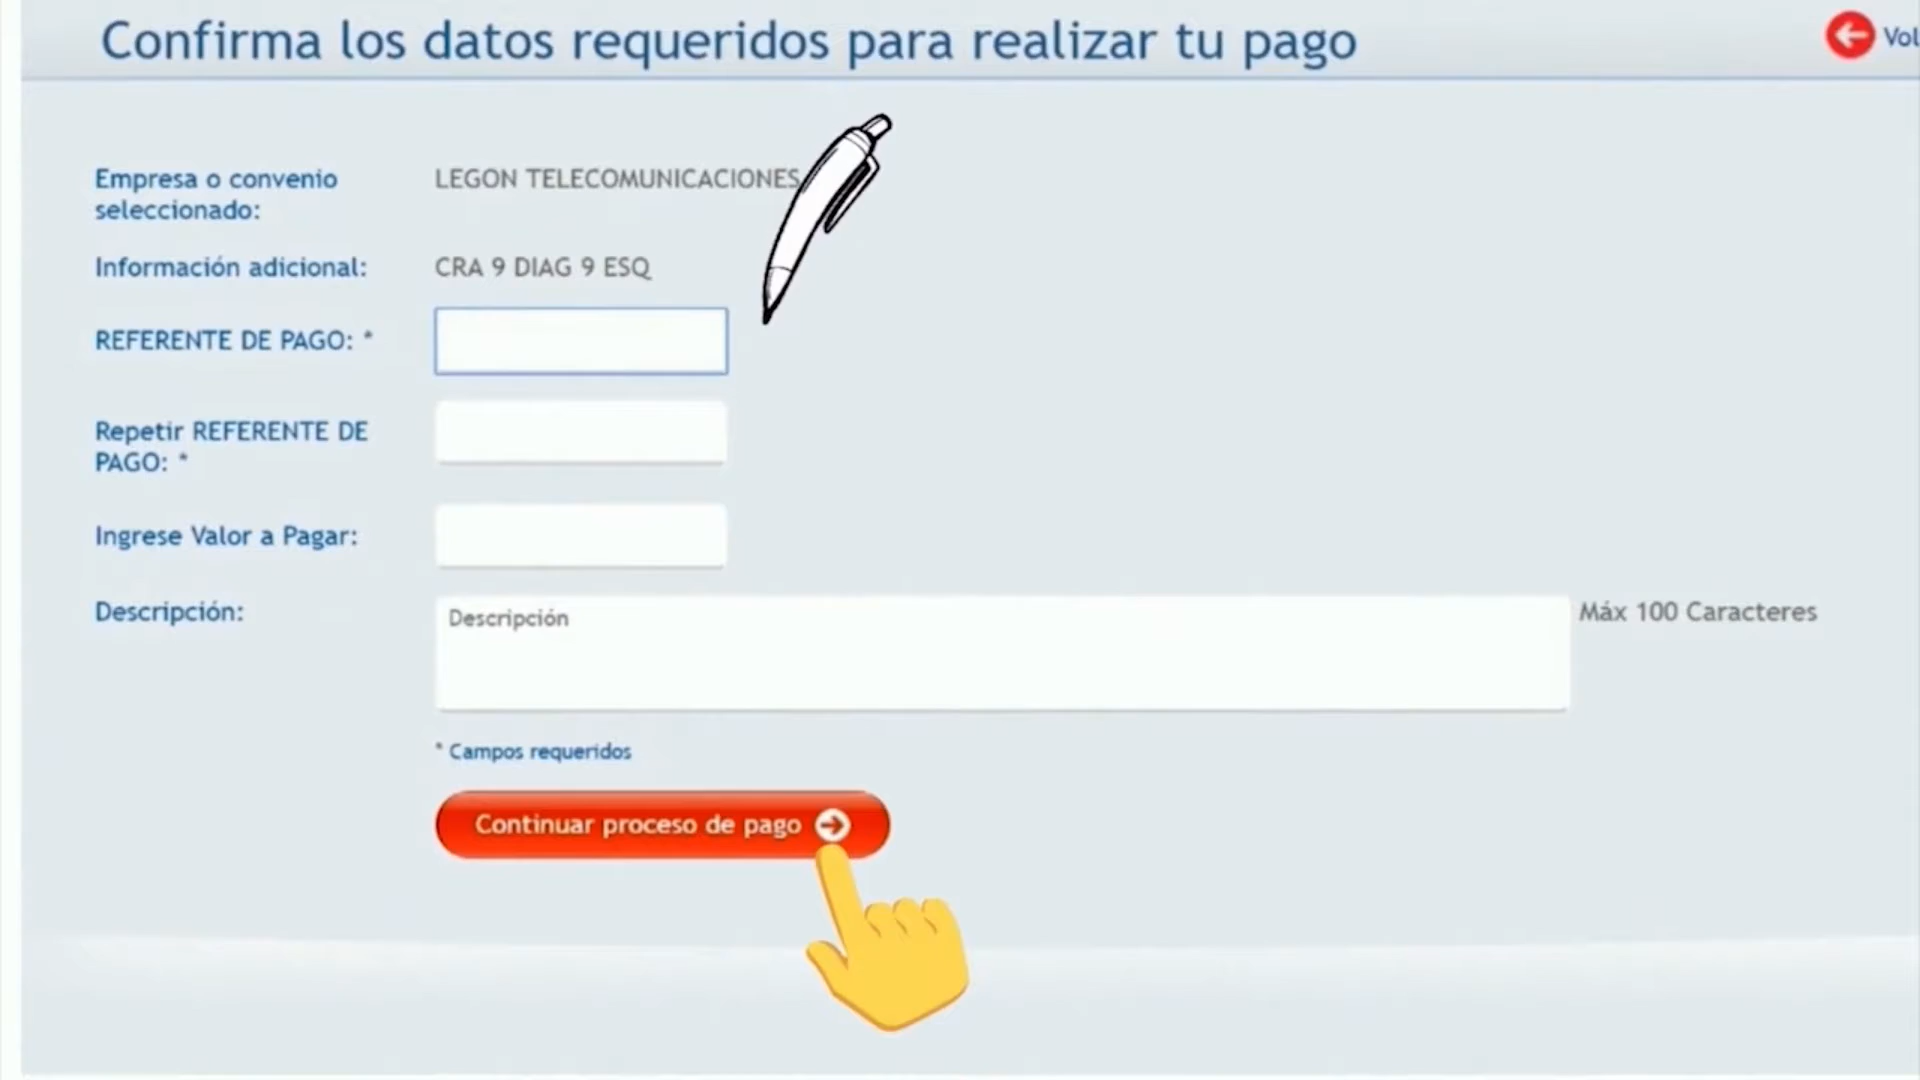 Confirma los datos requeridos para realizar tu pago
Empresa o convenio
seleccionado:
LEGON TELECOMUNICACIONES
Información adicional:
CRA 9 DIAG 9 ESQ
REFERENTE DE PAGO: *
Repetir REFERENTE DE
PAGO: *
Ingrese Valor a Pagar:
Descripción:
Descripción
Máx 100 Caracteres
* Campos requeridos
Continuar proceso de pago